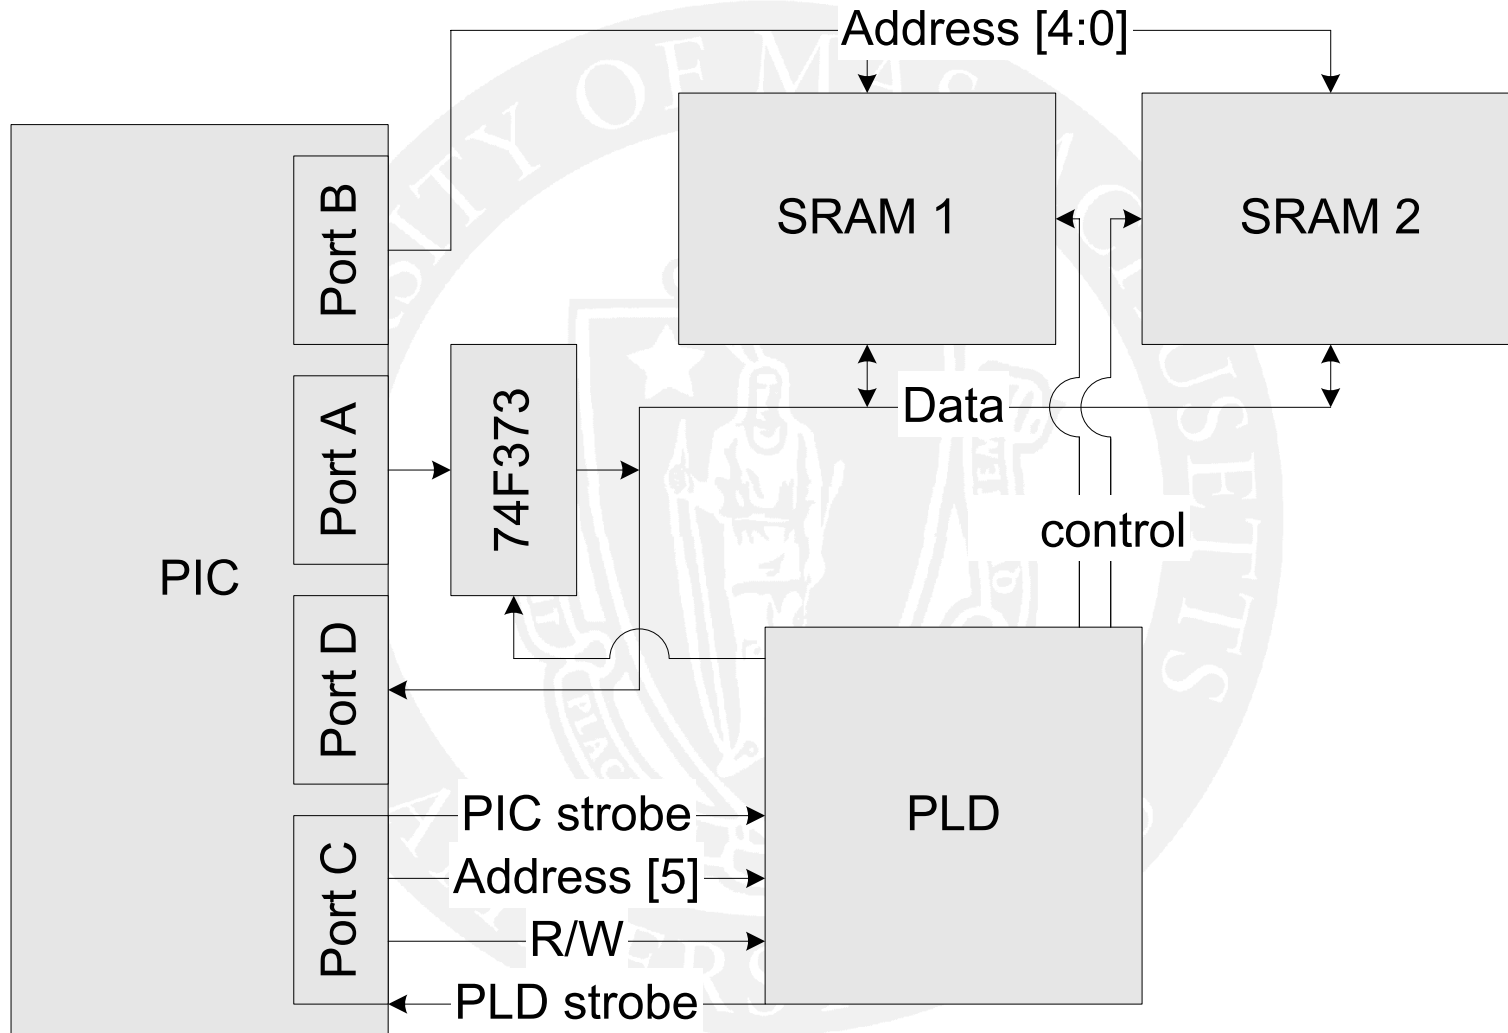 Address [4:0]
SRAM 1
SRAM 2
Port B
Port A
74F373
Data
control
PIC
Port D
PLD
Port C
PIC strobe
Address [5]
R/W
PLD strobe